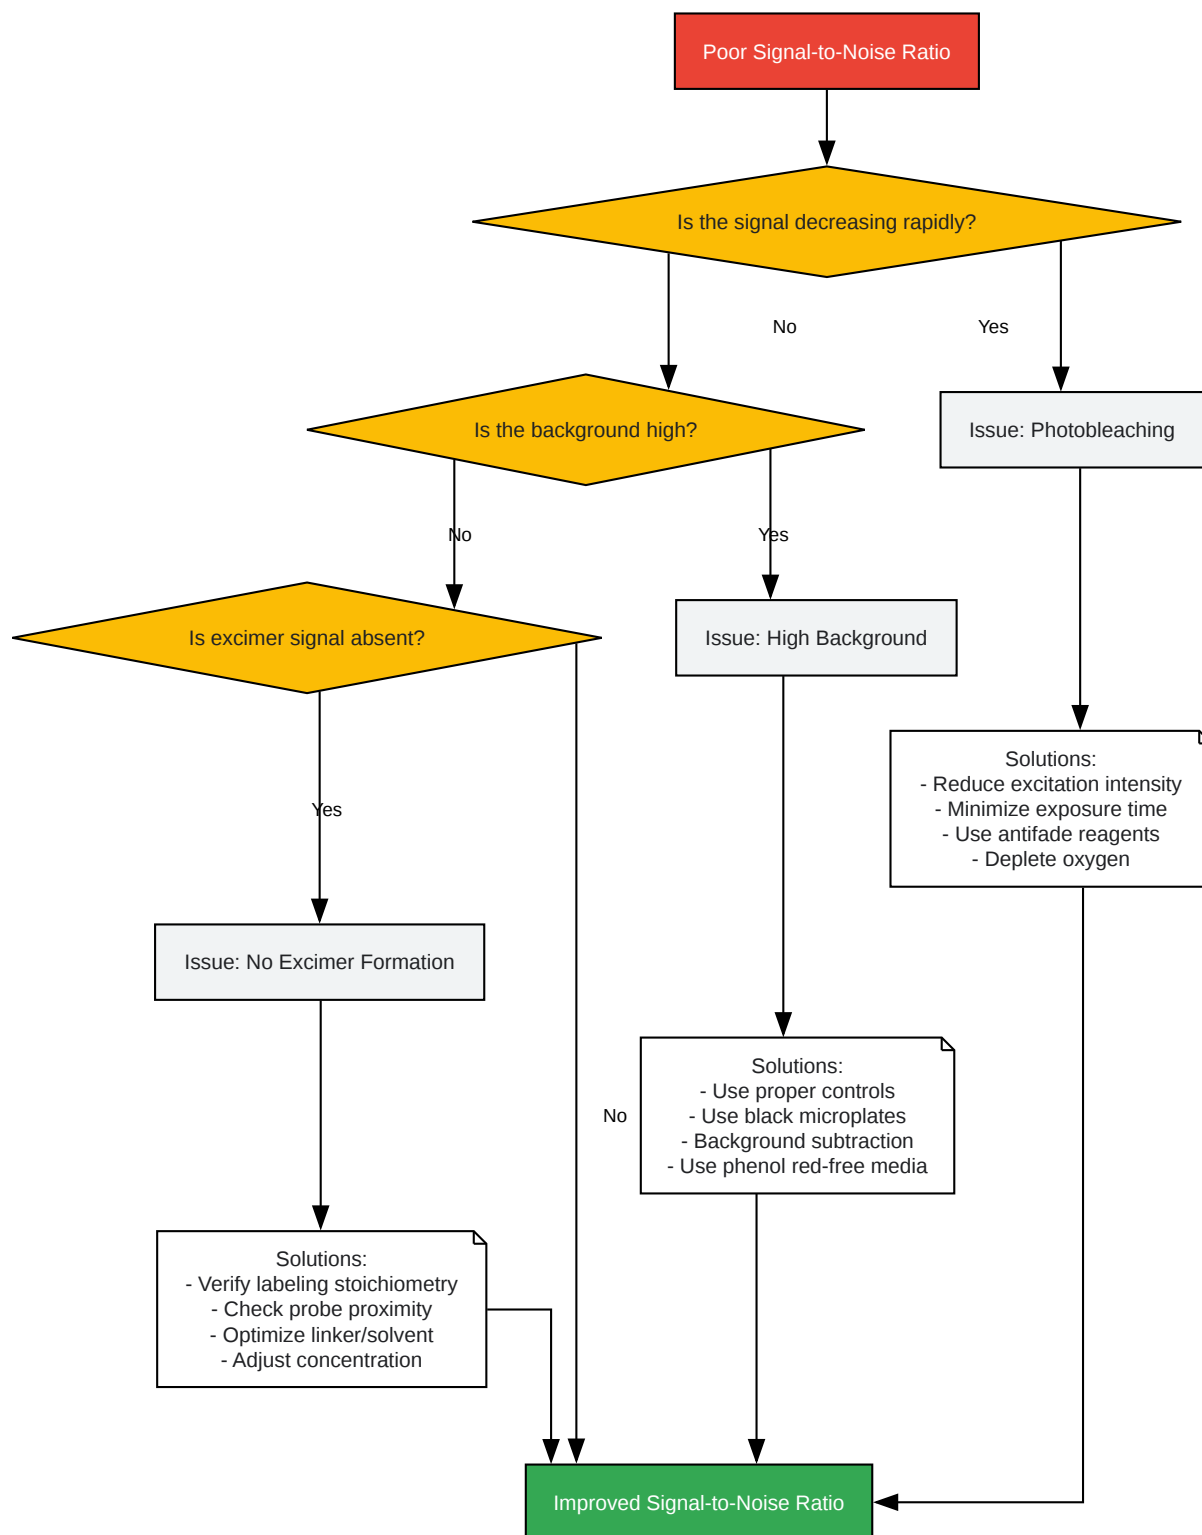 Poor Signal-to-Noise Ratio
Is the signal decreasing rapidly?
No
Yes
Is the background high?
Issue: Photobleaching
No
Yes
Is excimer signal absent?
Issue: High Background
Solutions:
- Reduce excitation intensity
- Minimize exposure time
- Use antifade reagents
- Deplete oxygen
Yes
Issue: No Excimer Formation
Solutions:
- Use proper controls
- Use black microplates
- Background subtraction
- Use phenol red-free media
No
Solutions:
- Verify labeling stoichiometry
- Check probe proximity
- Optimize linker/solvent
- Adjust concentration
Improved Signal-to-Noise Ratio